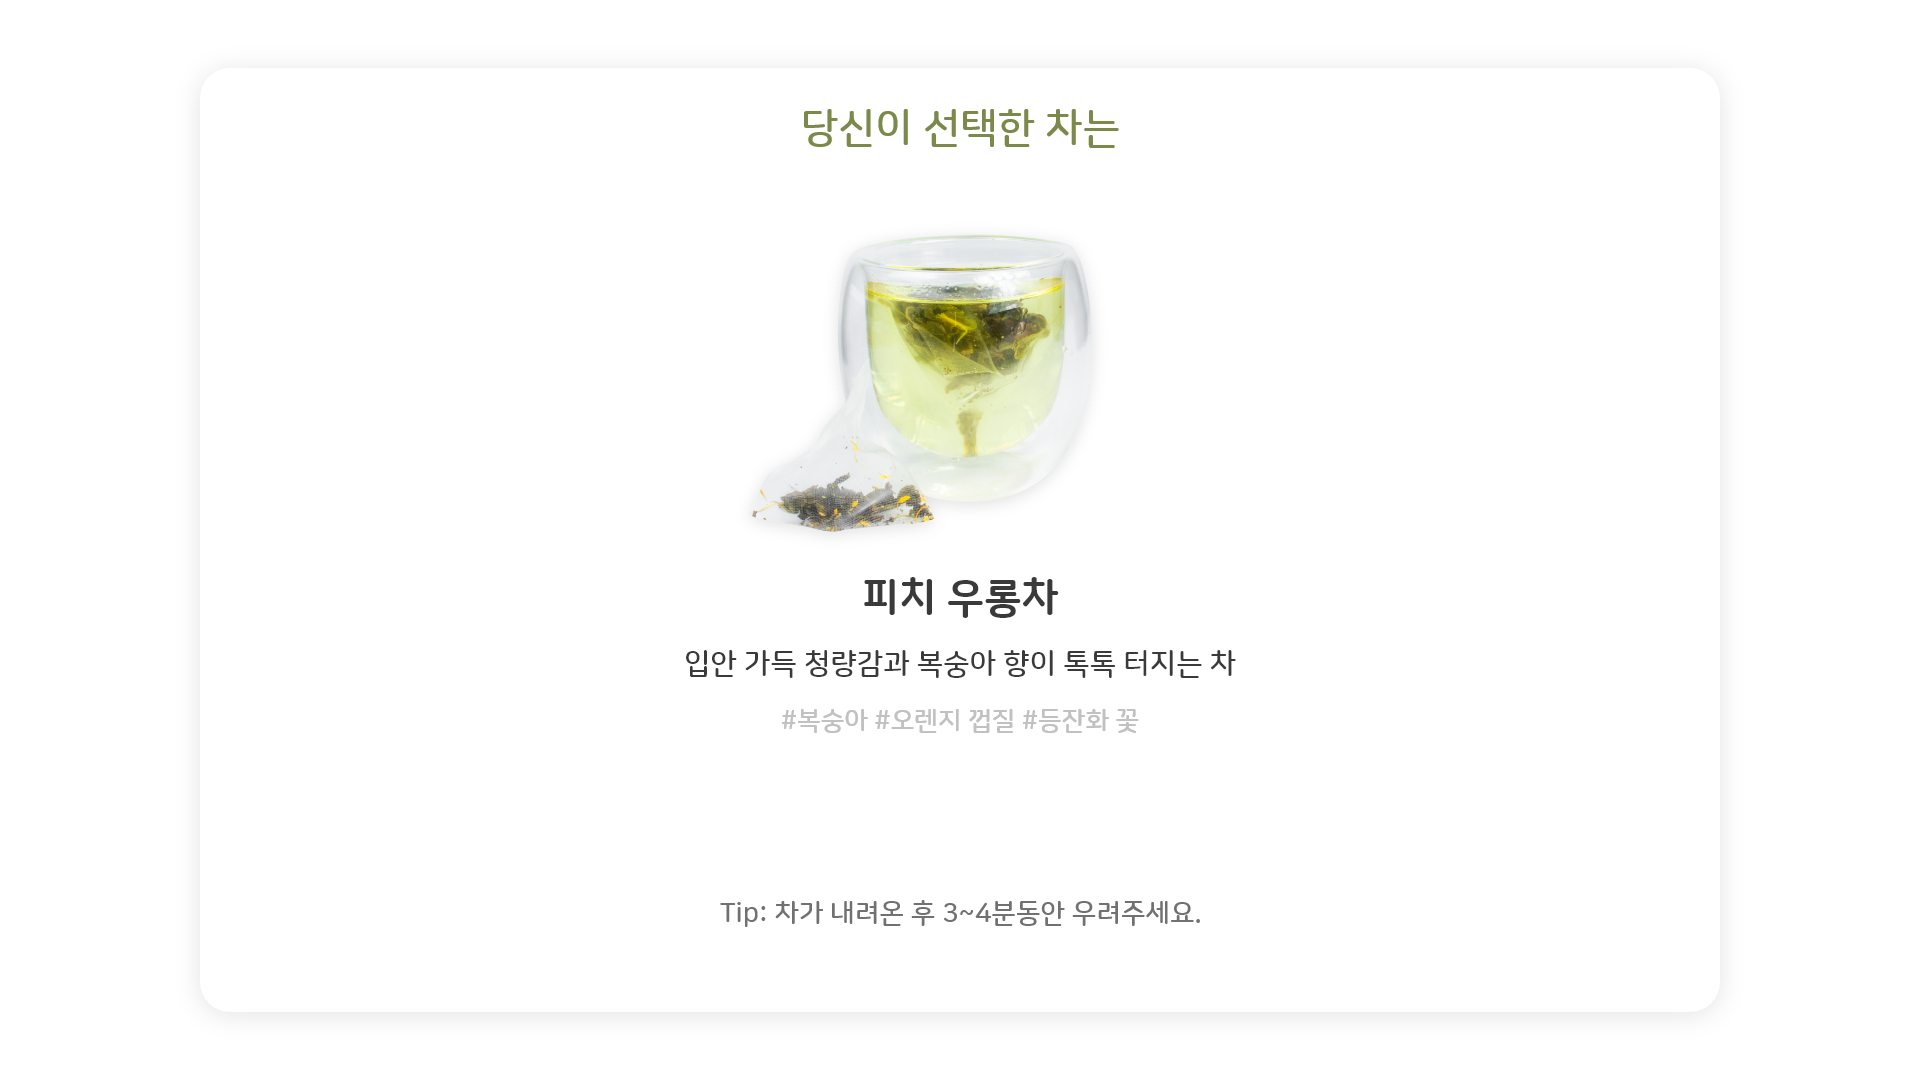 당신이 선택한 차는
피치 우롱차
입안 가득 청량감과 복숭아 향이 톡톡 터지는 차
#복숭아 #오렌지 껍질 #등잔화 꽃
Tip: 차가 내려온 후 3~4분동안 우려주세요.